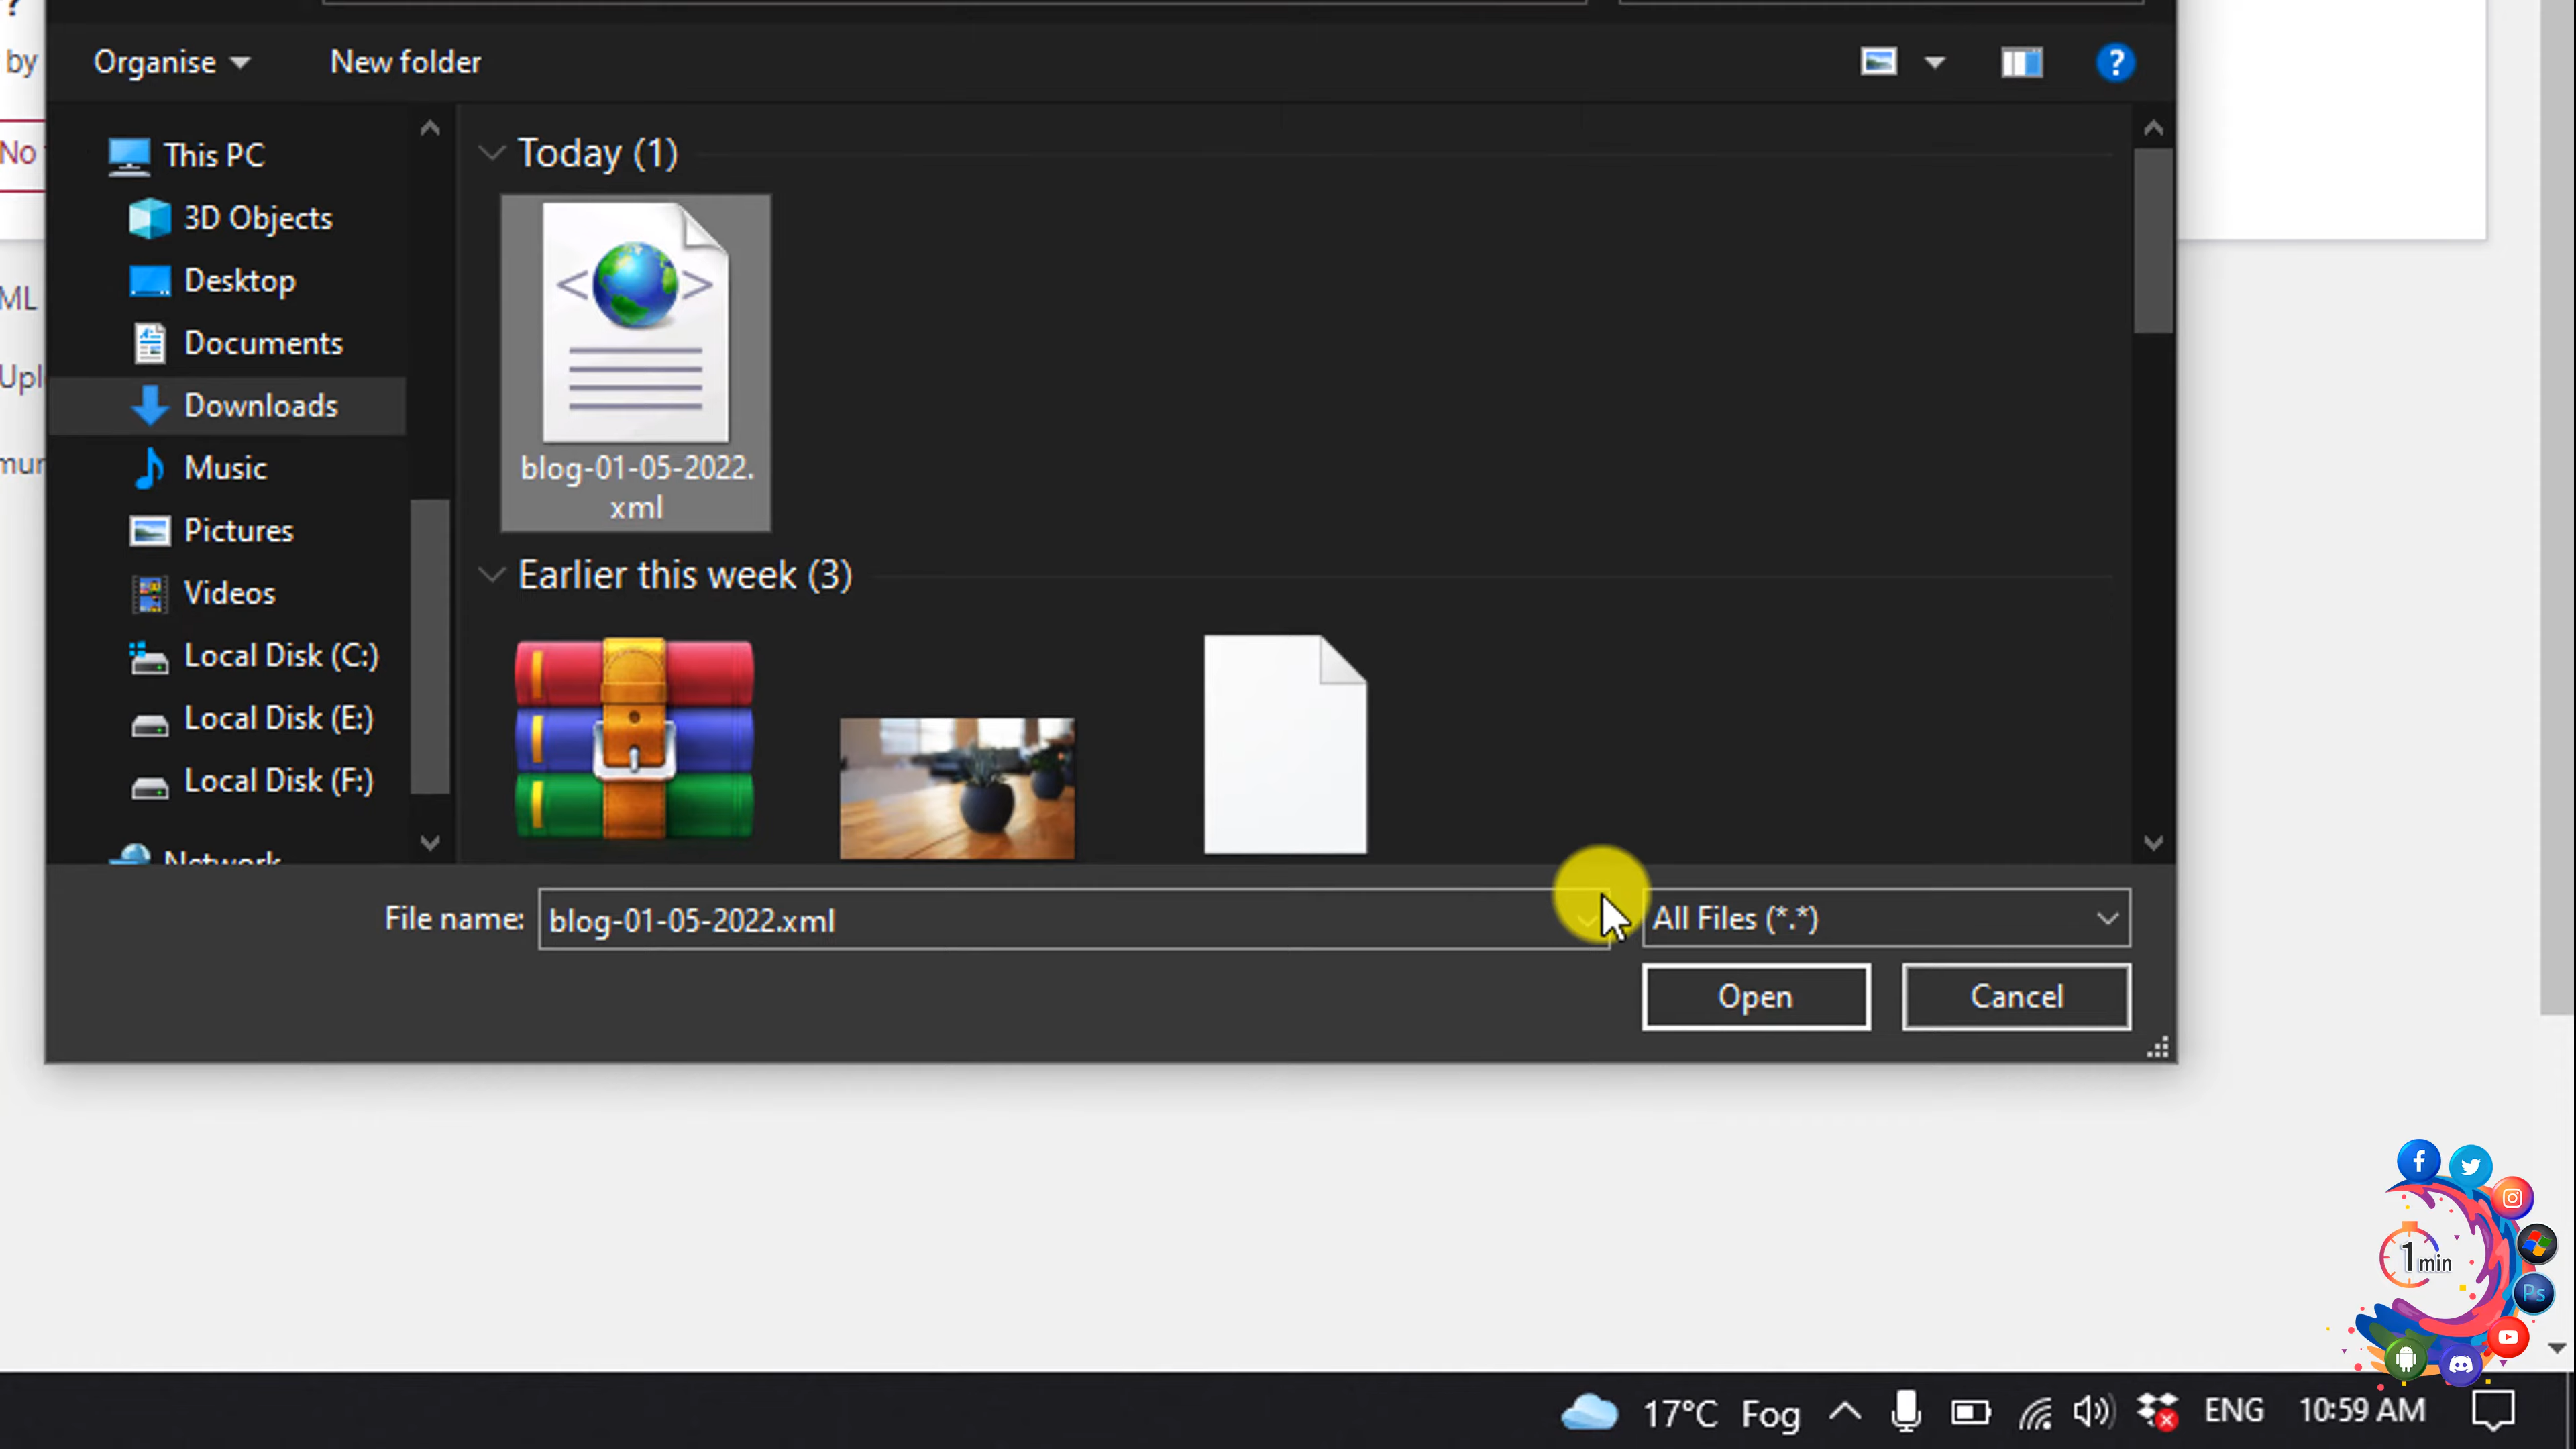 ?
by
Organise
New folder
No
ML
Upl
mur
This PC
3D Objects
Desktop
Documents
Downloads
Music
Pictures
Videos
Local Disk (C:)
Local Disk (E:)
Local Disk (F:)
Network
Today (1)
blog-01-05-2022.
xml
Earlier this week (3)
File name:
blog-01-05-2022.xml
All Files (*.*)
Open
Cancel
1 min
Ps
17°C Fog
ENG
10:59 AM